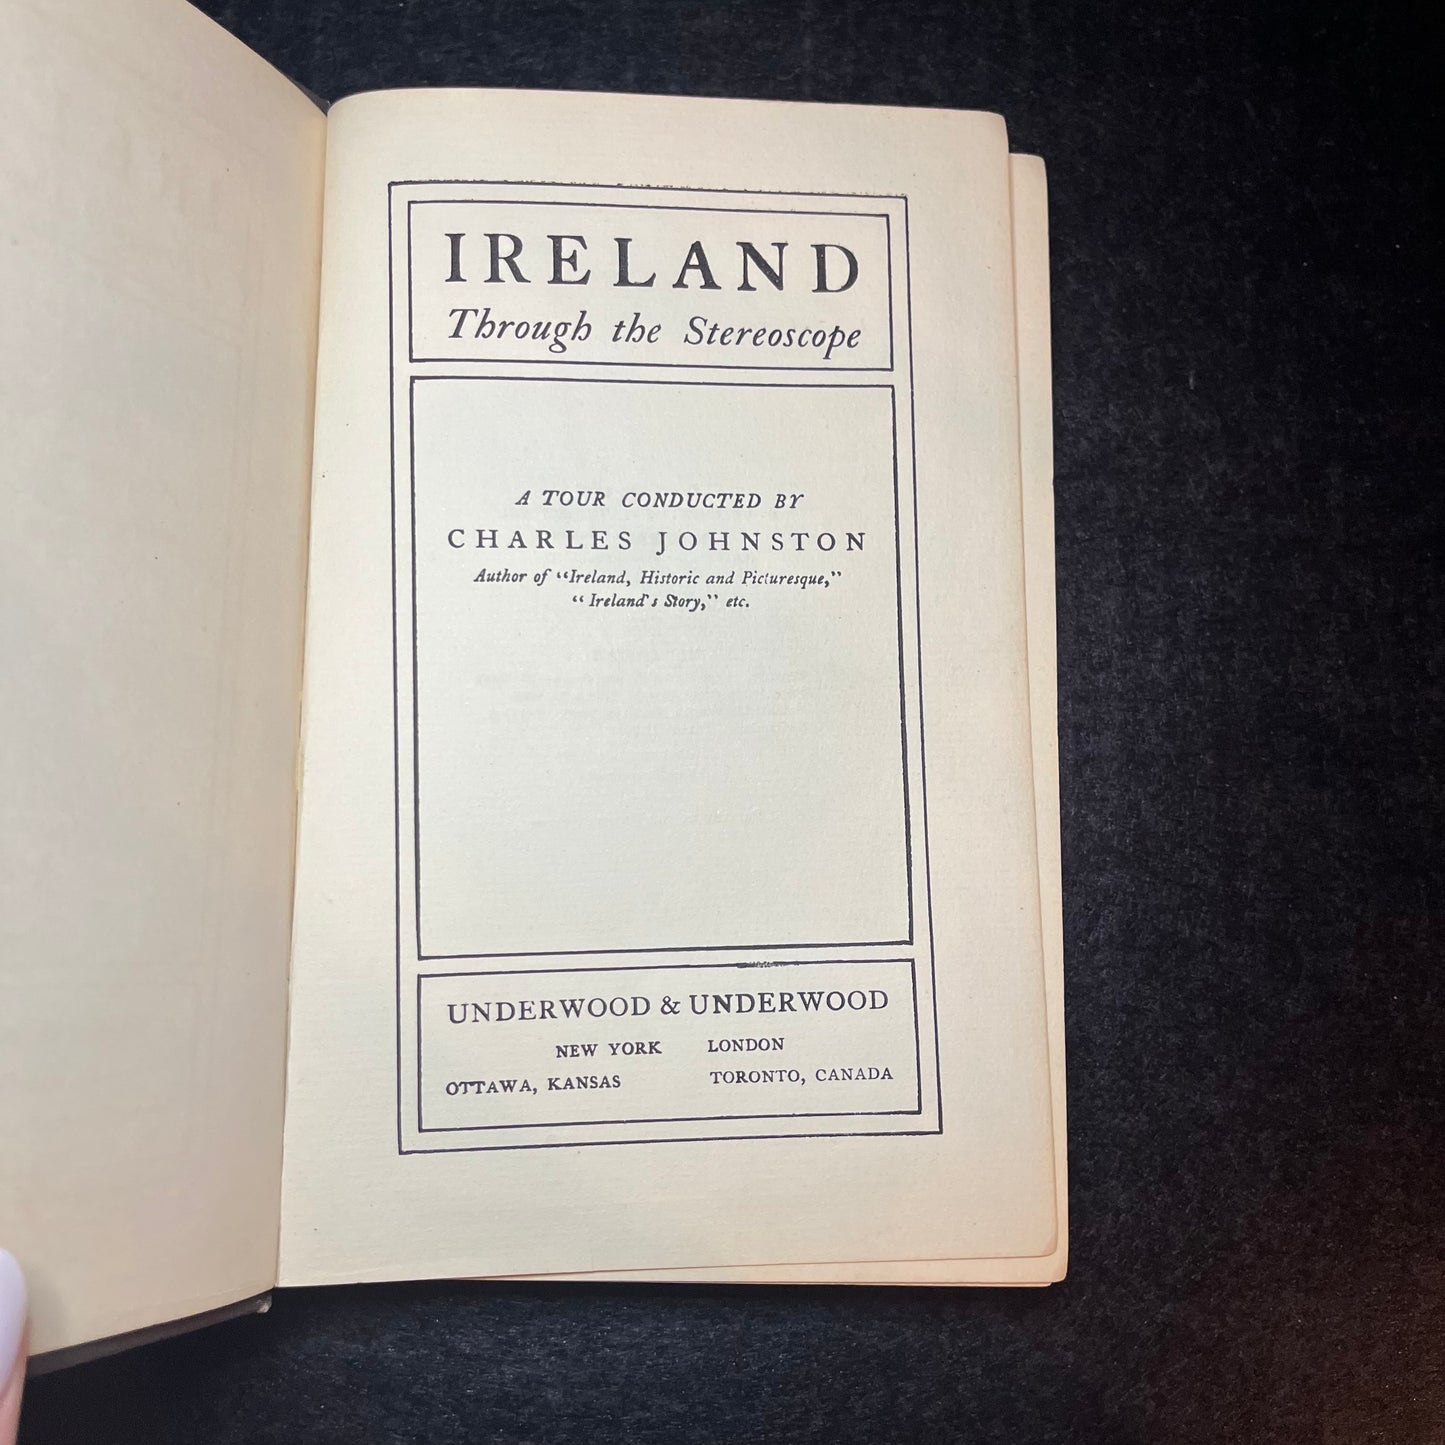 IRELAND
Through the Stereoscope
A TOUR CONDUCTED BY
CHARLES JOHNSTON
Author of “Ireland, Historic and Picturesque,”
“Ireland's Story,” etc.
UNDERWOOD & UNDERWOOD
NEW YORK LONDON
OTTAWA, KANSAS TORONTO, CANADA